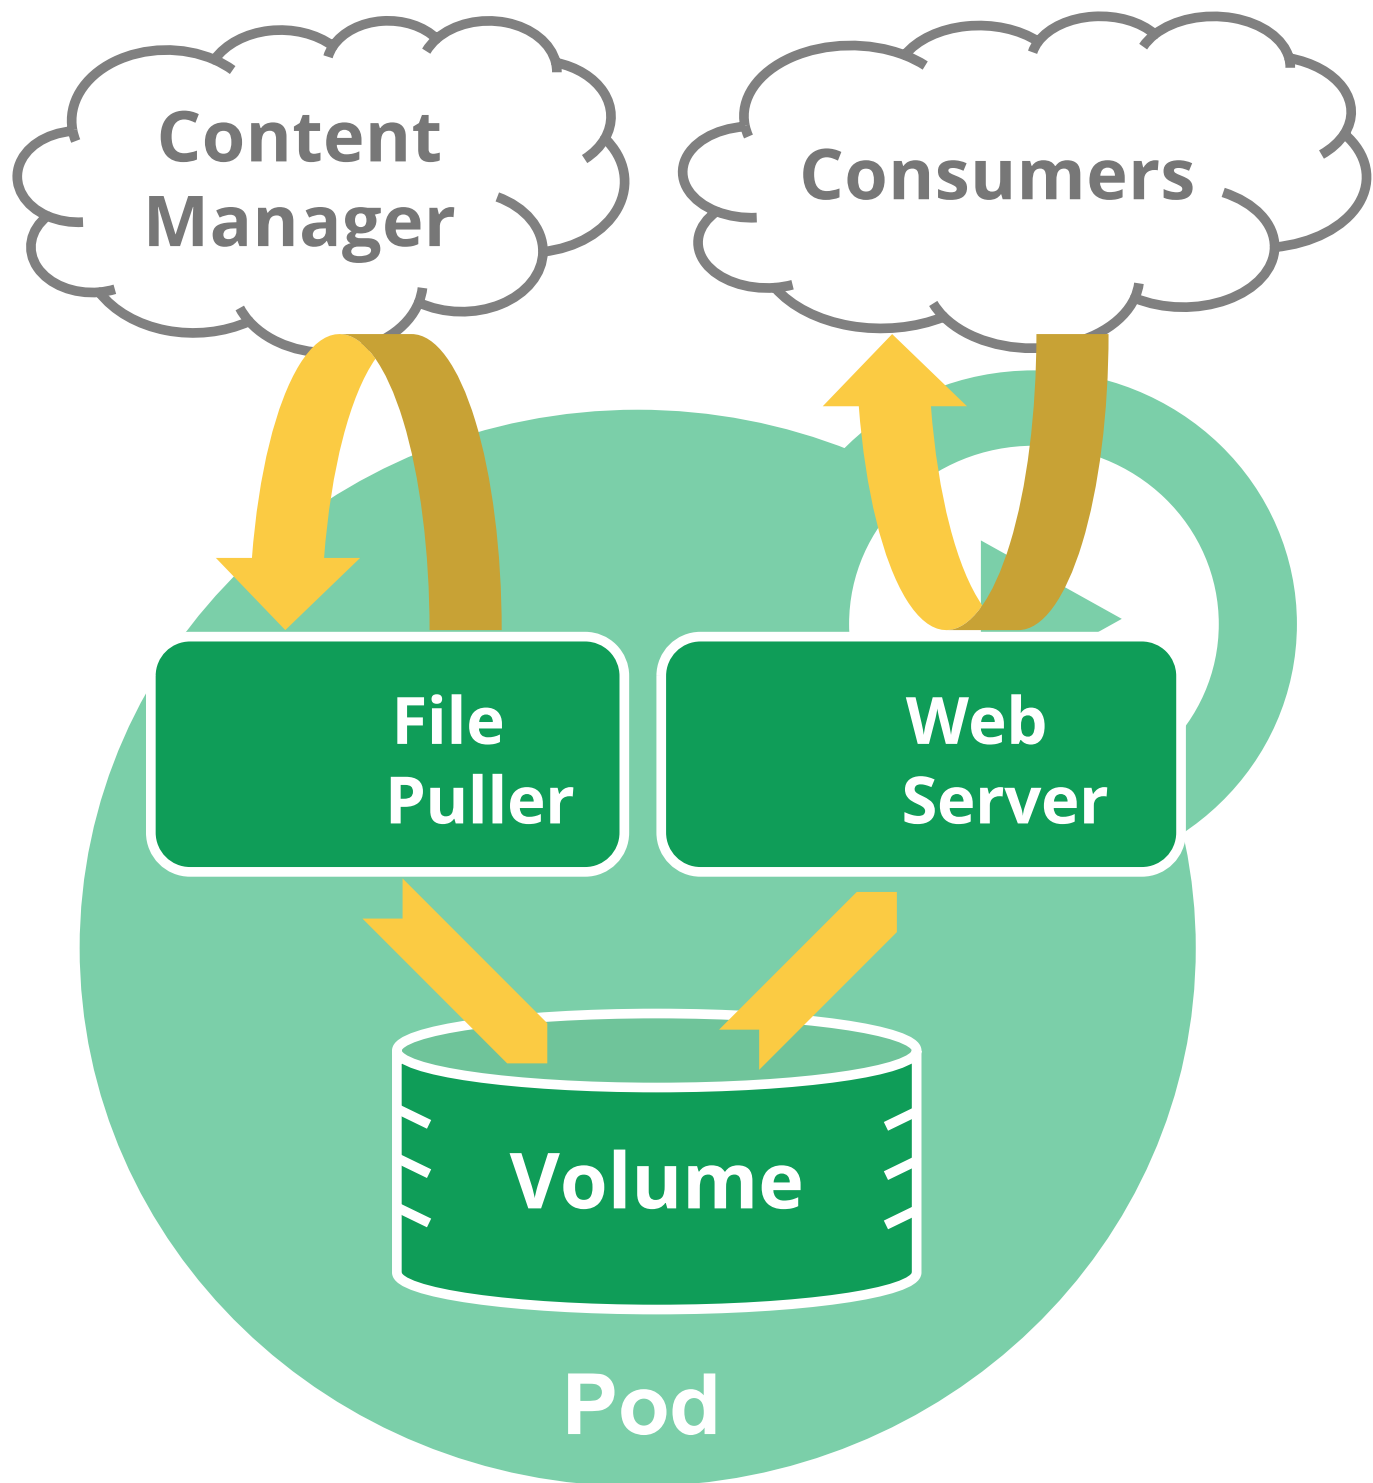 Content
Manager
Consumers
File
Puller
Web
Server
Volume
Pod